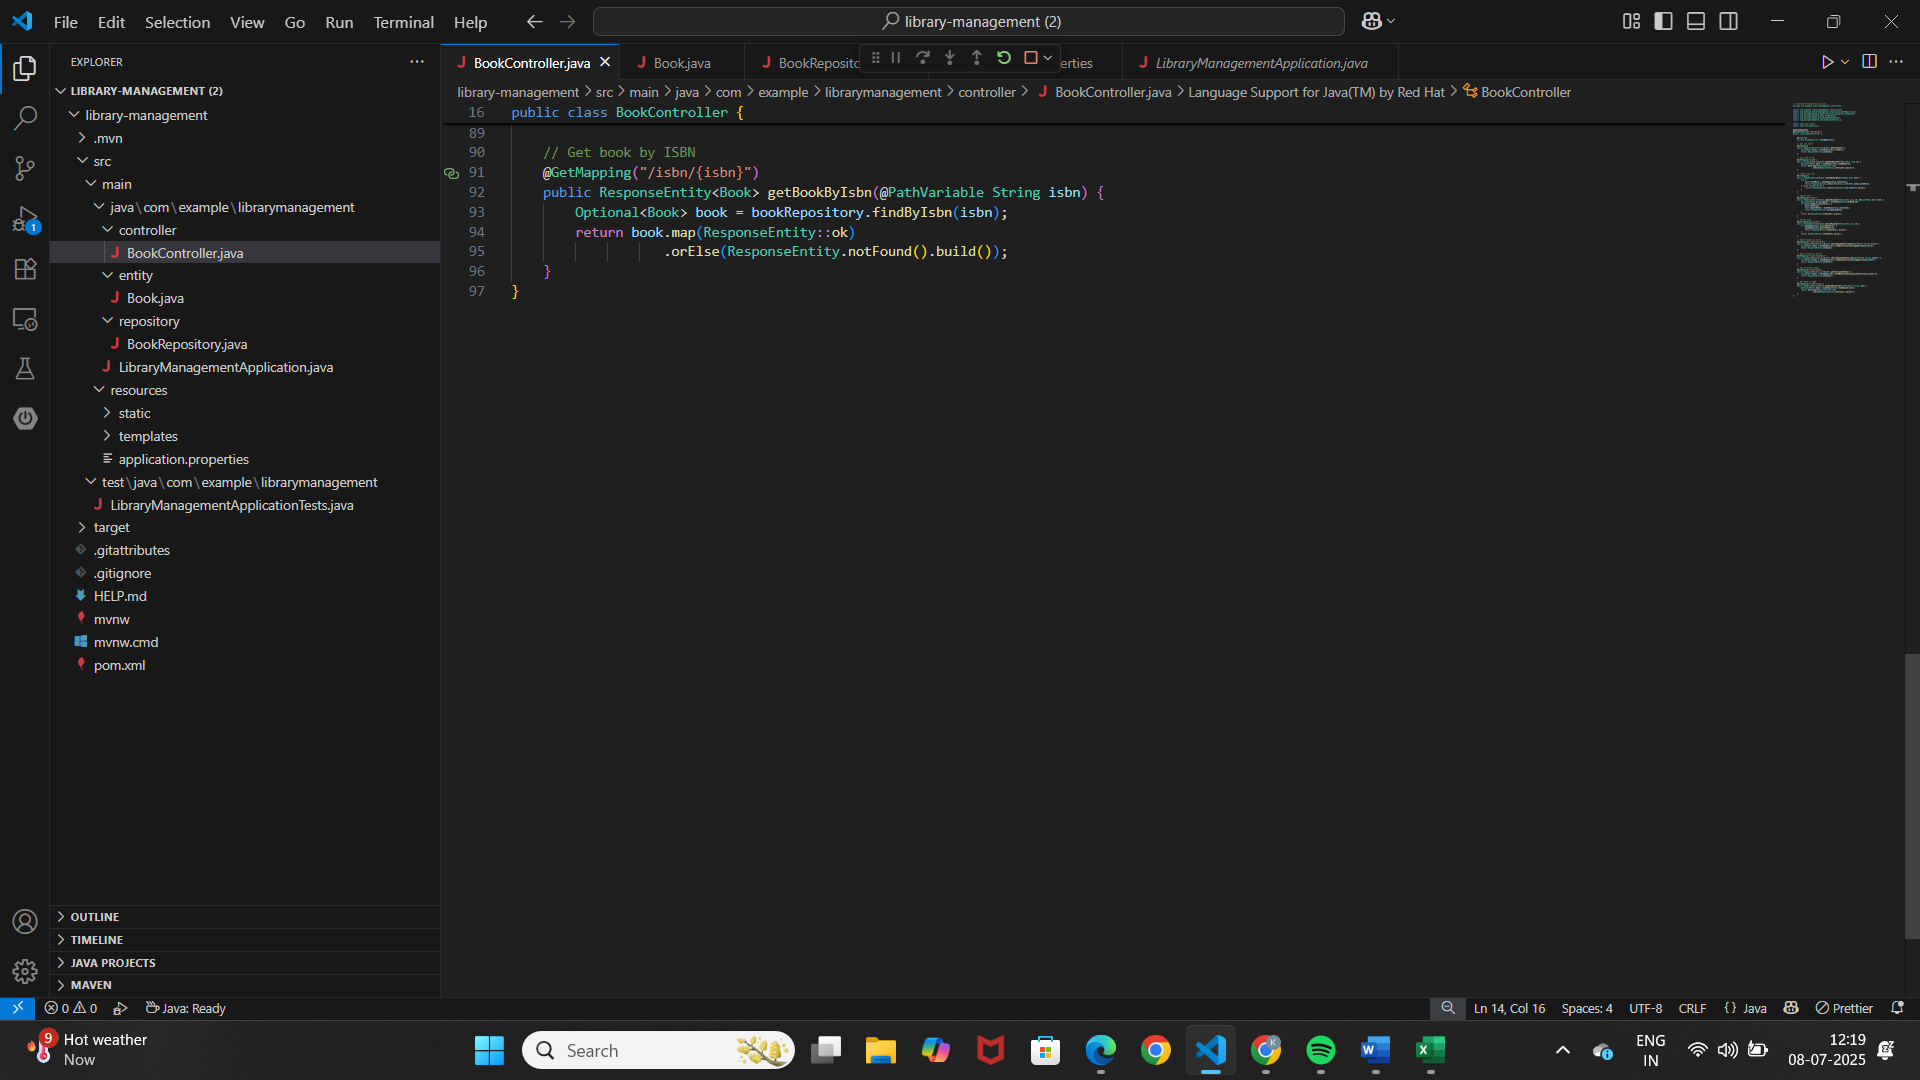 File Edit Selection View Go Run Terminal Help
library-management (2)
EXPLORER
LIBRARY-MANAGEMENT (2)
library-management
.mvn
src
main
java\com\example\librarymanagement
controller
BookController.java
entity
Book.java
repository
BookRepository.java
LibraryManagementApplication.java
resources
static
templates
application.properties
test\java\com\example\librarymanagement
LibraryManagementApplicationTests.java
target
.gitattributes
.gitignore
HELP.md
mvnw
mvnw.cmd
pom.xml
OUTLINE
TIMELINE
JAVA PROJECTS
MAVEN
1
BookController.java Book.java BookReposito erties LibraryManagementApplication.java
library-management > src > main > java > com > example > librarymanagement > controller > BookController.java > Language Support for Java(TM) by Red Hat > BookController
16 public class BookController {
89
90 // Get book by ISBN
91 @GetMapping("/isbn/{isbn}")
92 public ResponseEntity<Book> getBookByIsbn(@PathVariable String isbn) {
93 Optional<Book> book = bookRepository.findByIsbn(isbn);
94 return book.map(ResponseEntity::ok)
95 .orElse(ResponseEntity.notFound().build());
96 }
97 }
0 0 Java: Ready
Ln 14, Col 16 Spaces: 4 UTF-8 CRLF {} Java Prettier
9
Hot weather
Now
Search
ENG
IN
12:19
08-07-2025